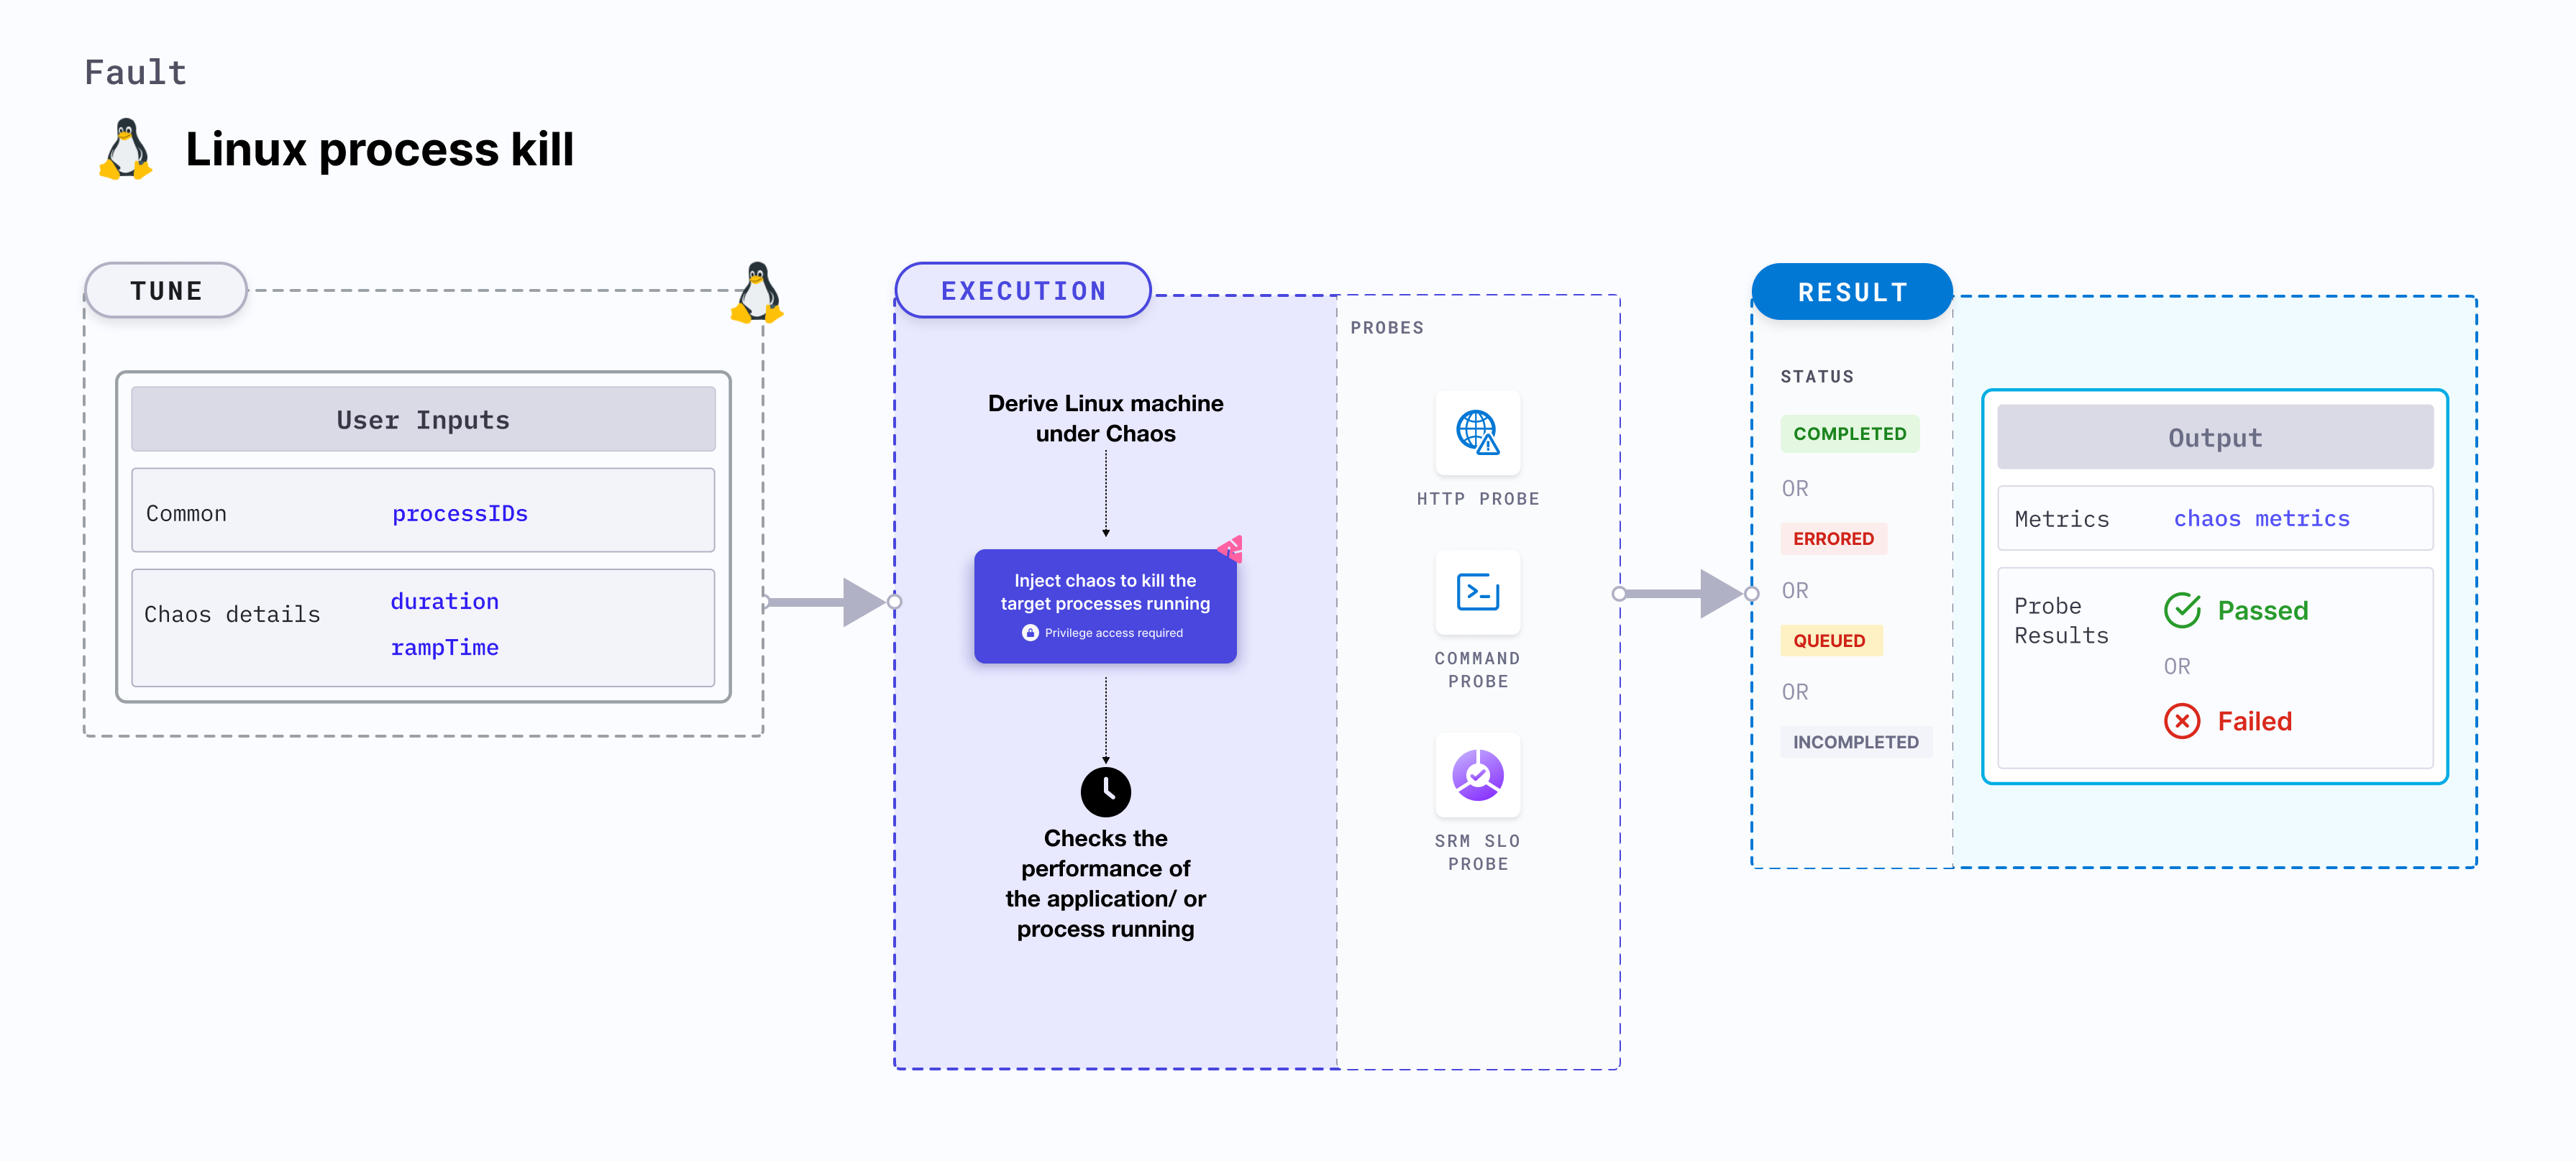 Fault
Linux process kill
TUNE
User Inputs
Common processIDs
Chaos details
duration
rampTime
EXECUTION
Derive Linux machine
under Chaos
Inject chaos to kill the
target processes running
Privilege access required
Checks the
performance of
the application/ or
process running
PROBES
HTTP PROBE
COMMAND
PROBE
SRM SLO
PROBE
RESULT
STATUS
COMPLETED
OR
ERRORED
OR
QUEUED
OR
INCOMPLETED
Output
Metrics chaos metrics
Probe
Results
Passed
OR
Failed